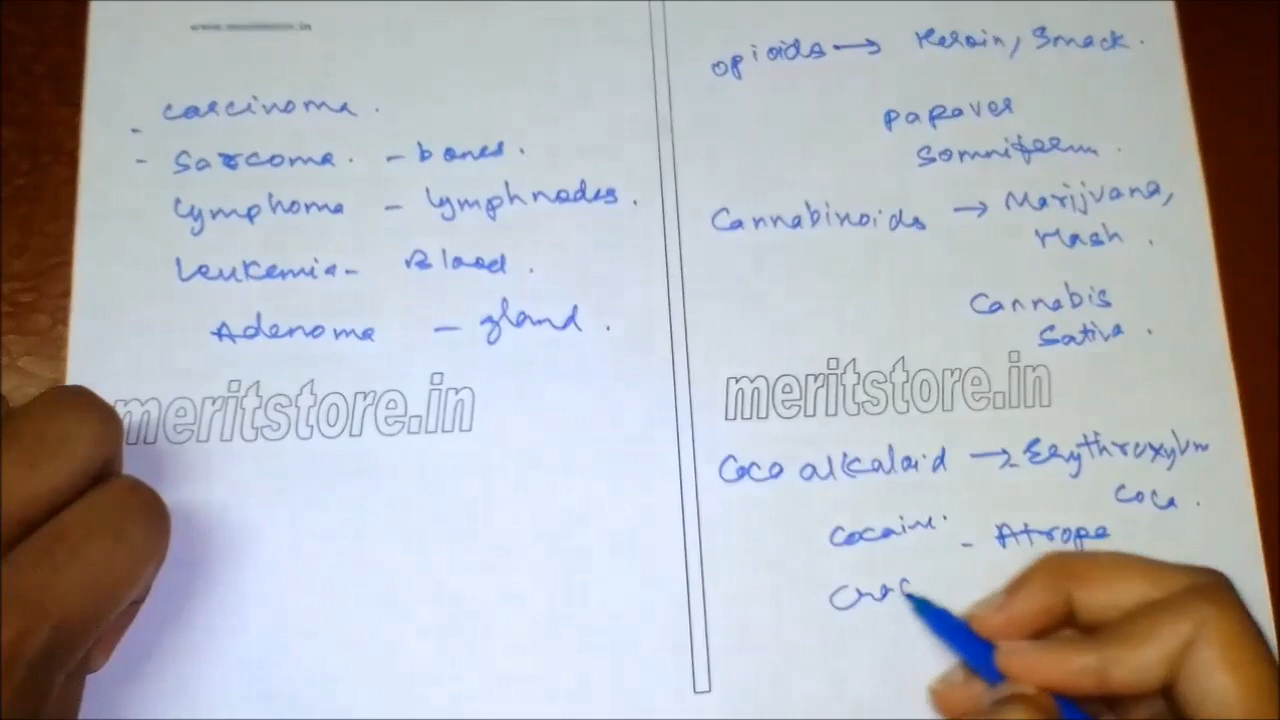 carcinoma.
- Sarcoma. - bones.
Lymphoma - Lymphnodes.
Leukemia - Blood.
Adenoma - gland.
meritstore.in
opioids → Heroin, Smack.
papaver
Somniferum.
Cannabinoids → Marijuana,
Hash.
Cannabis
Sativa.
meritstore.in
Coco alkaloid → Erythroxylum
coca.
Cocaine. - Atropa